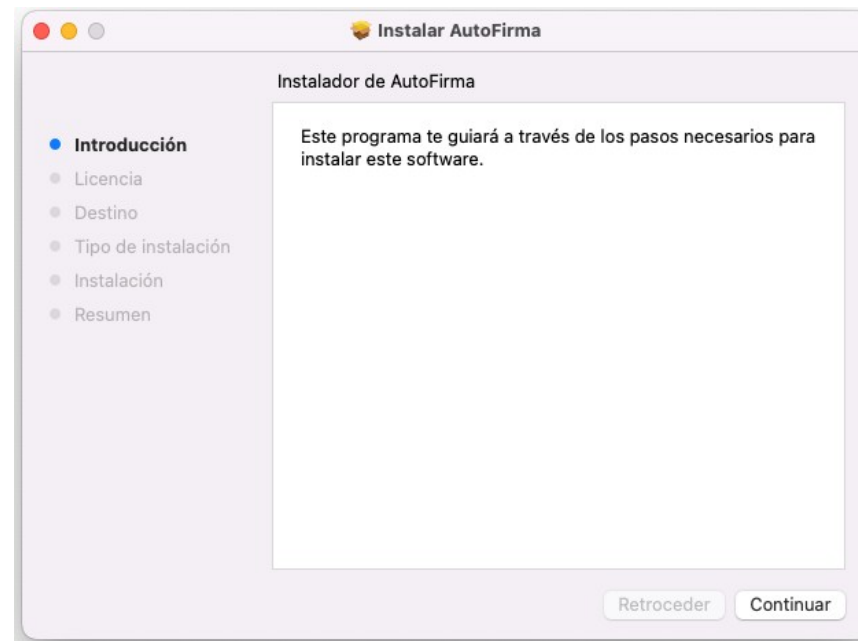 Instalar AutoFirma
Instalador de AutoFirma
Introducción
Licencia
Destino
Tipo de instalación
Instalación
Resumen
Este programa te guiará a través de los pasos necesarios para
instalar este software.
Retroceder
Continuar